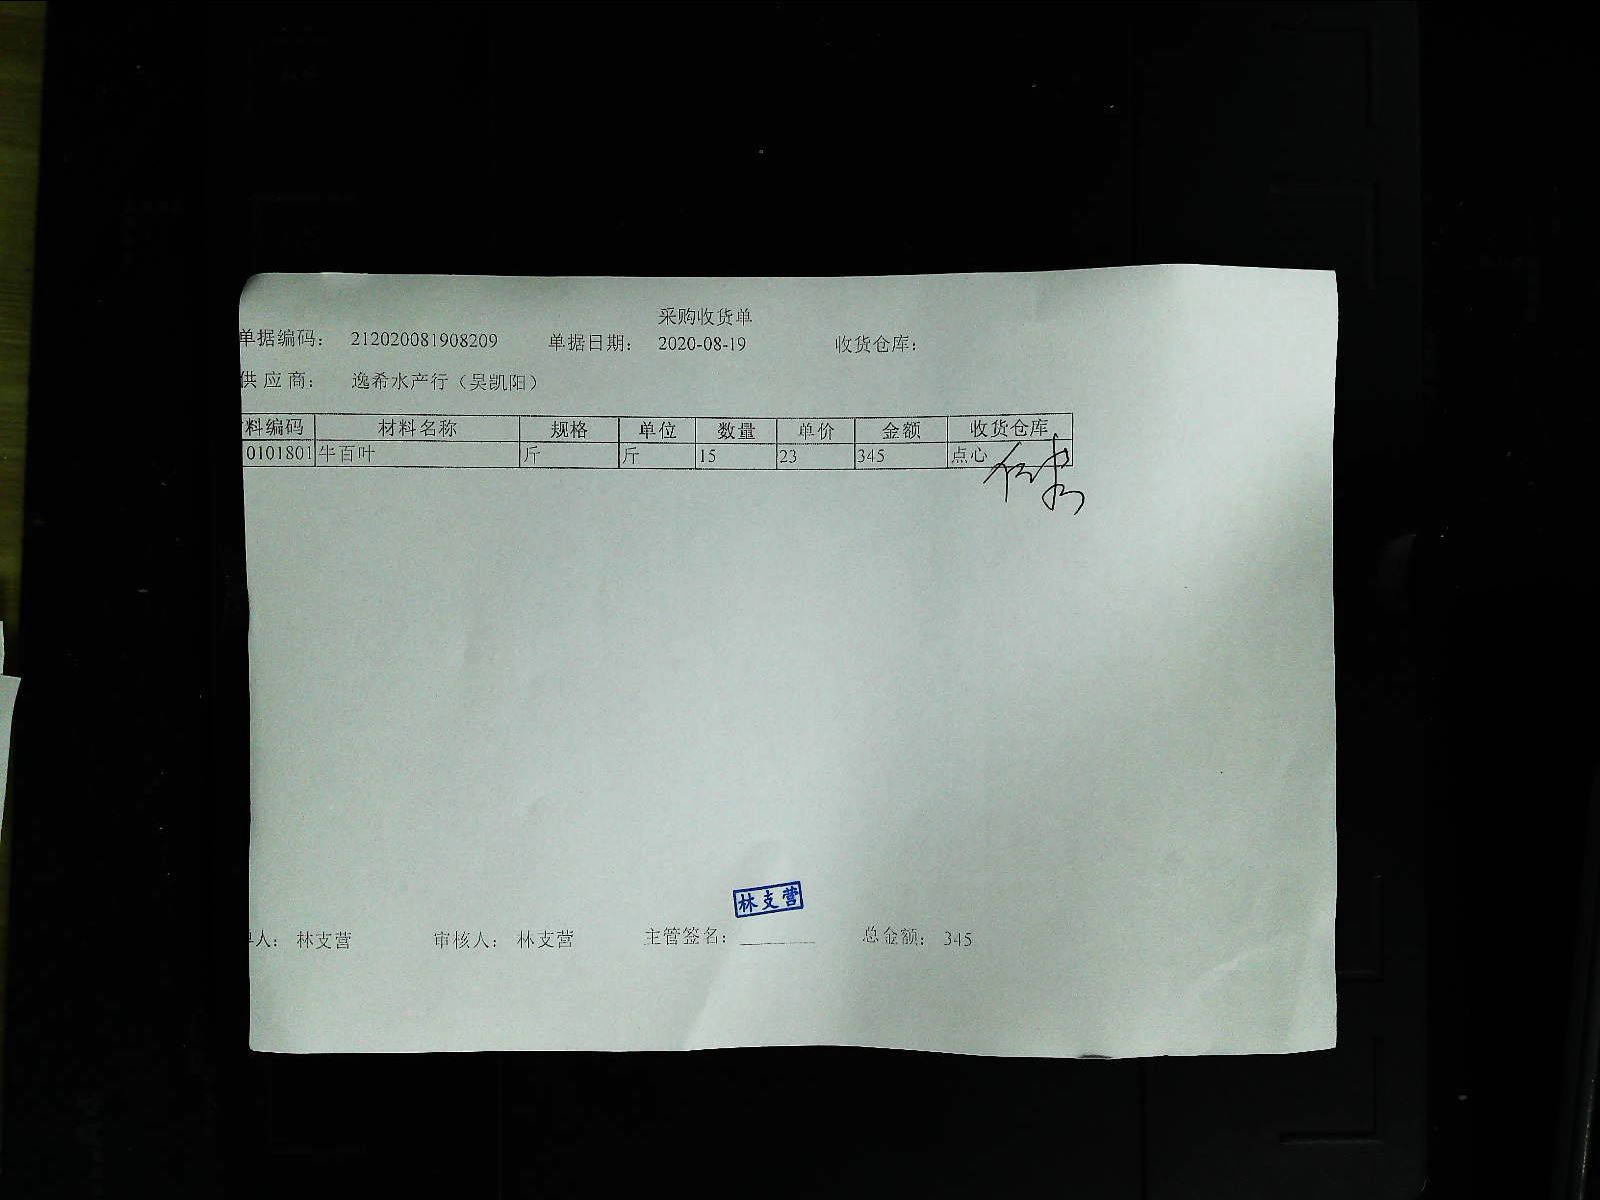 采购收货单
单据编码： 212020081908209 单据日期： 2020-08-19 收货仓库：
供应商： 逸希水产行（吴凯阳）
料编码 材料名称 规格 单位 数量 单价 金额 收货仓库
0101801 牛百叶 斤 斤 15 23 345 点心
林支营
人： 林支营 审核人： 林支营 主管签名： 总金额： 345